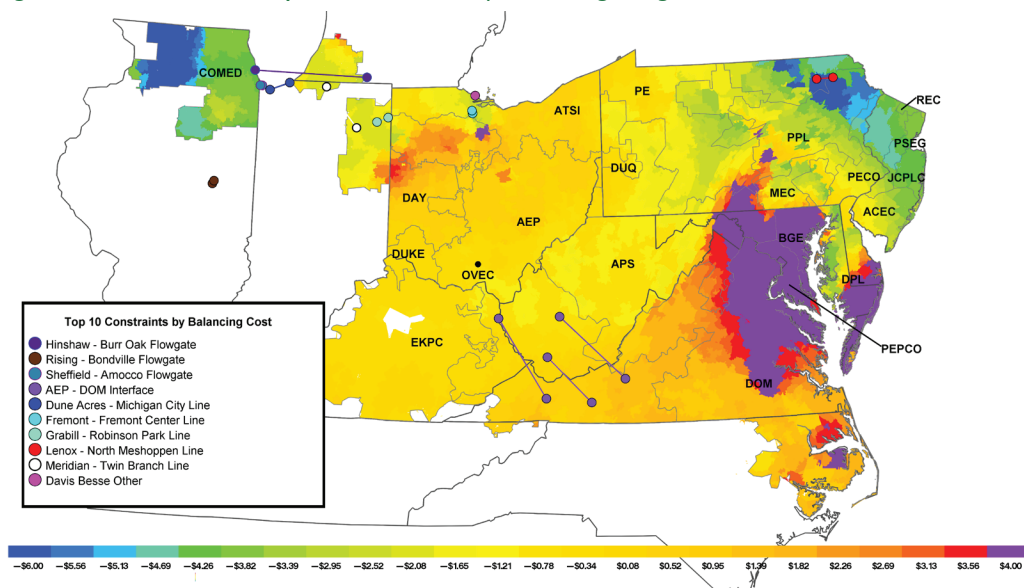 COMED
REC
PE
ATSI
PPL
PSEG
DUQ
PECO
JCPLC
MEC
DAY
ACEC
AEP
BGE
DUKE
APS
OVEC
DPL
EKPC
PEPCO
DOM
Top 10 Constraints by Balancing Cost
Hinshaw - Burr Oak Flowgate
Rising - Bondville Flowgate
Sheffield - Amocco Flowgate
AEP - DOM Interface
Dune Acres - Michigan City Line
Fremont - Fremont Center Line
Grabill - Robinson Park Line
Lenox - North Meshoppen Line
Meridian - Twin Branch Line
Davis Besse Other
—$6.00 —$5.56 —$5.13 —$4.69 —$4.26 —$3.82 —$3.39 —$2.95 —$2.52 —$2.08 —$1.65 —$1.21 —$0.78 —$0.34 $0.08 $0.52 $0.95 $1.39 $1.82 $2.26 $2.69 $3.13 $3.56 $4.00